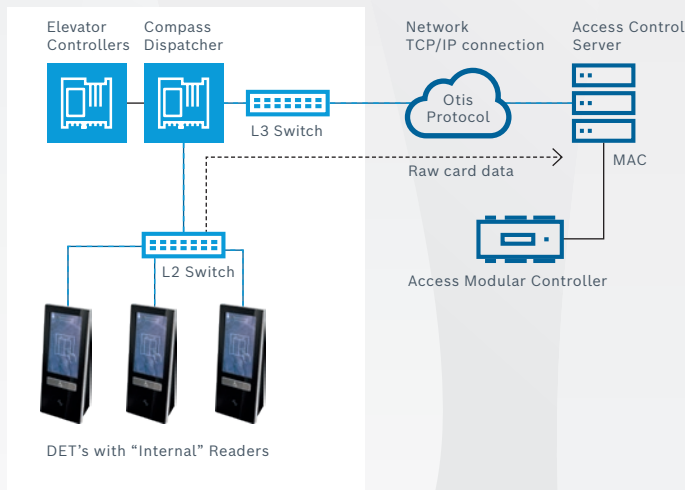 Elevator
Controllers
Compass
Dispatcher
Network
TCP/IP connection
Access Control
Server
Otis
Protocol
L3 Switch
MAC
Raw card data
L2 Switch
Access Modular Controller
DET's with “Internal” Readers